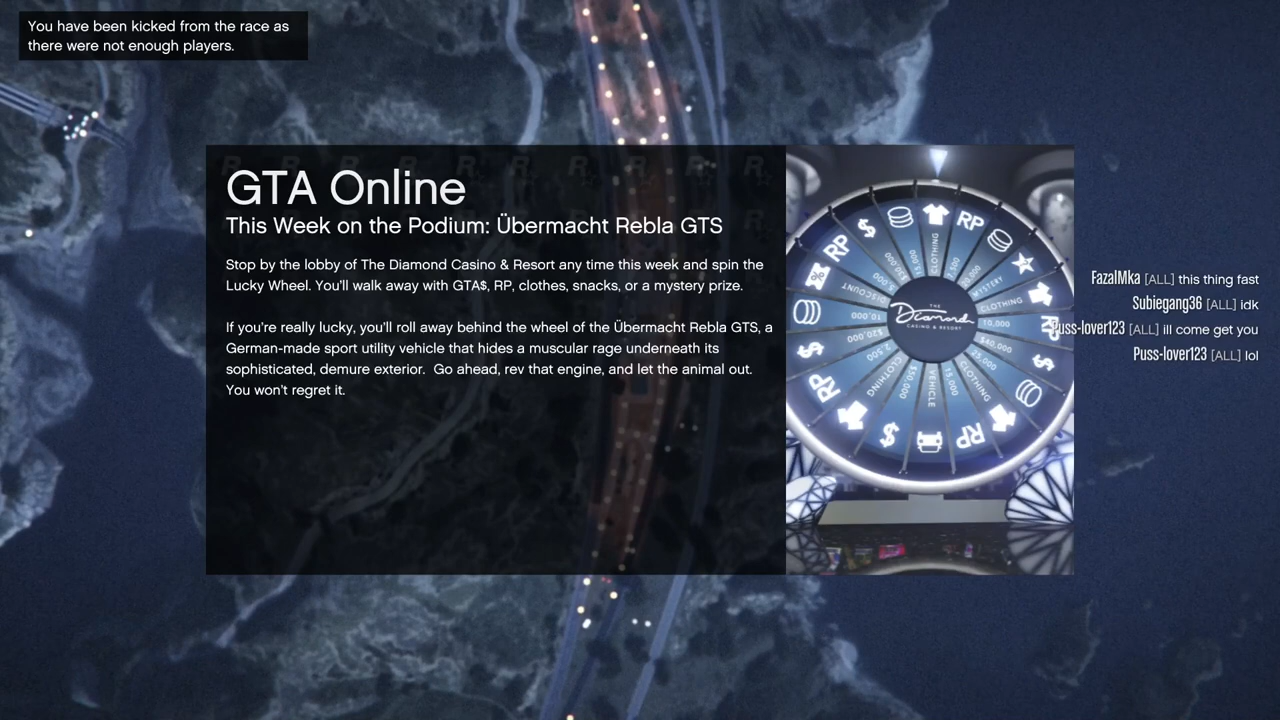 You have been kicked from the race as
there were not enough players.
GTA Online
This Week on the Podium: Übermacht Rebla GTS
Stop by the lobby of The Diamond Casino & Resort any time this week and spin the
Lucky Wheel. You'll walk away with GTA$, RP, clothes, snacks, or a mystery prize.
If you're really lucky, you'll roll away behind the wheel of the Übermacht Rebla GTS, a
German-made sport utility vehicle that hides a muscular rage underneath its
sophisticated, demure exterior.  Go ahead, rev that engine, and let the animal out.
You won't regret it.
RP
$
CLOTHING
RP
MYSTERY
CLOTHING
10,000
RP
$40,000
$
25,000
CLOTHING
RP
15,000
VEHICLE
$50,000
$
CLOTHING
2,500
RP
$20,000
$
10,000
DISCOUNT
THE
Diamond
CASINO & RESORT
FazalMka [ALL] this thing fast
Subiegang36 [ALL] idk
Puss-lover123 [ALL] ill come get you
Puss-lover123 [ALL] lol